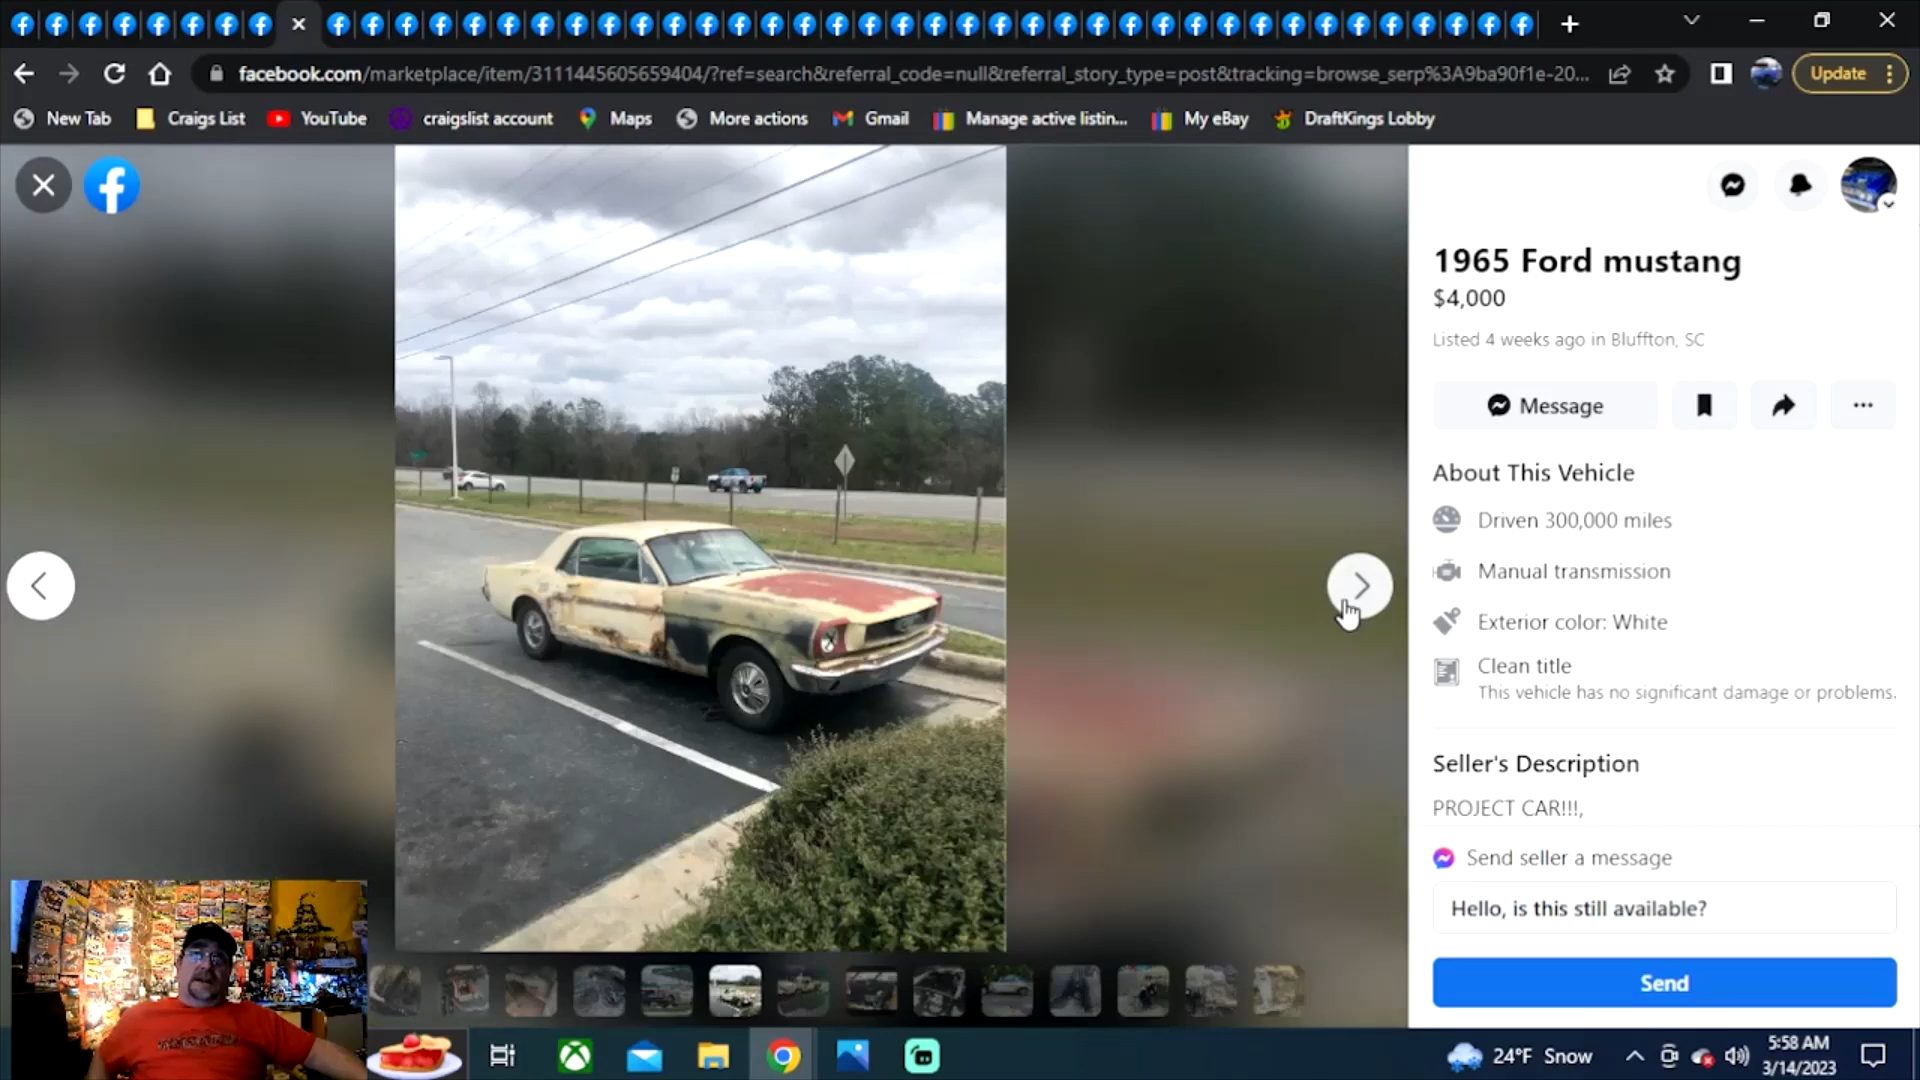 facebook.com/marketplace/item/3111445605659404/?ref=search&referral_code=null&referral_story_type=post&tracking=browse_serp%3A9ba90f1e-20...
Update
New Tab
Craigs List
YouTube
craigslist account
Maps
More actions
Gmail
Manage active listin...
My eBay
DraftKings Lobby
1965 Ford mustang
$4,000
Listed 4 weeks ago in Bluffton, SC
Message
About This Vehicle
Driven 300,000 miles
Manual transmission
Exterior color: White
Clean title
This vehicle has no significant damage or problems.
Seller's Description
PROJECT CAR!!!,
Send seller a message
Hello, is this still available?
Send
24°F Snow
5:58 AM
3/14/2023